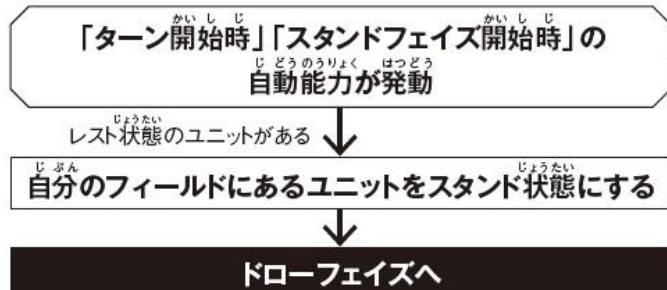 「ターン開始時」「スタンドフェイズ開始時」の
自動能力が発動
レスト状態のユニットがある
自分のフィールドにあるユニットをスタンド状態にする
ドローフェイズへ